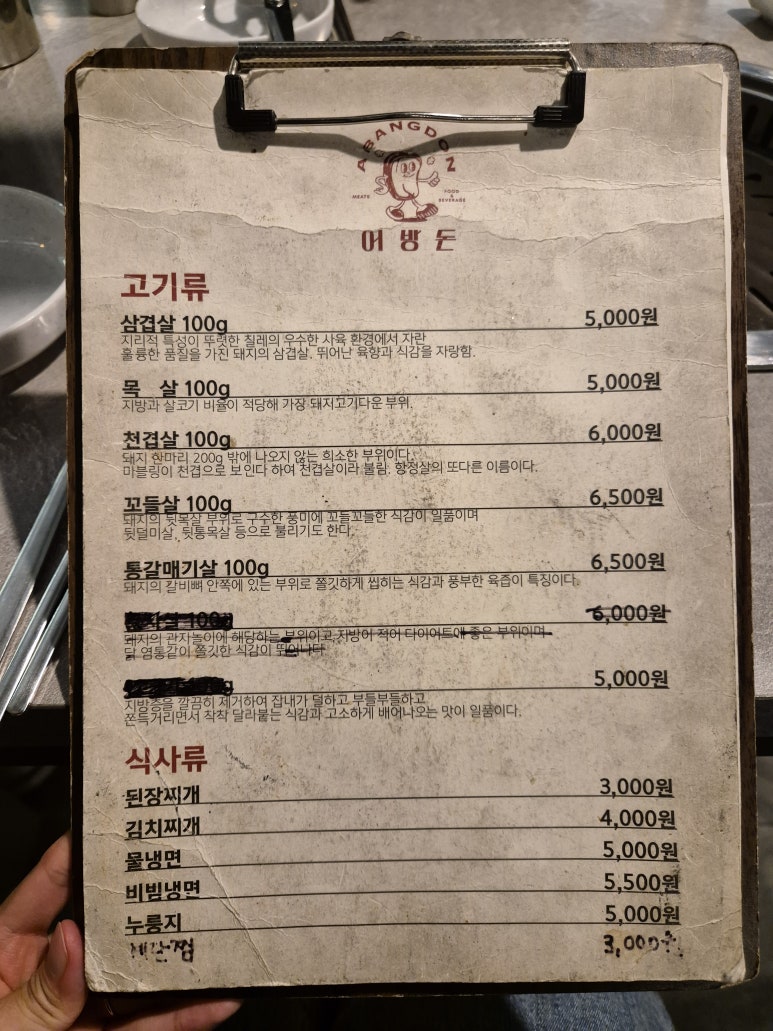 ABANGDON
MEATS
FOOD
&
BEVERAGE
어방돈
고기류
삼겹살 100g 5,000원
지리적 특성이 뚜렷한 칠레의 우수한 사육 환경에서 자란
훌륭한 품질을 가진 돼지의 삼겹살. 뛰어난 육향과 식감을 자랑함.
목 살 100g 5,000원
지방과 살코기 비율이 적당해 가장 돼지고기다운 부위.
천겹살 100g 6,000원
돼지 한마리 200g 밖에 나오지 않는 희소한 부위이다.
마블링이 천겹으로 보인다 하여 천겹살이라 불림. 항정살의 또다른 이름이다.
꼬들살 100g 6,500원
돼지의 뒷목살 부위로 구수한 풍미에 꼬들꼬들한 식감이 일품이며
뒷덜미살, 뒷통목살 등으로 불리기도 한다.
통갈매기살 100g 6,500원
돼지의 갈비뼈 안쪽에 있는 부위로 쫄깃하게 씹히는 식감과 풍부한 육즙이 특징이다.
100g 6,000원
돼지의 관자놀이에 해당하는 부위이고 지방이 적어 다이어트에 좋은 부위이며
닭 염통같이 쫄깃한 식감이 뛰어나다
g 5,000원
지방층을 깔끔히 제거하여 잡내가 덜하고 부들부들하고
쫀득거리면서 착착 달라붙는 식감과 고소하게 배어나오는 맛이 일품이다.
식사류
된장찌개 3,000원
김치찌개 4,000원
물냉면 5,000원
비빔냉면 5,500원
누룽지 5,000원
3,000원